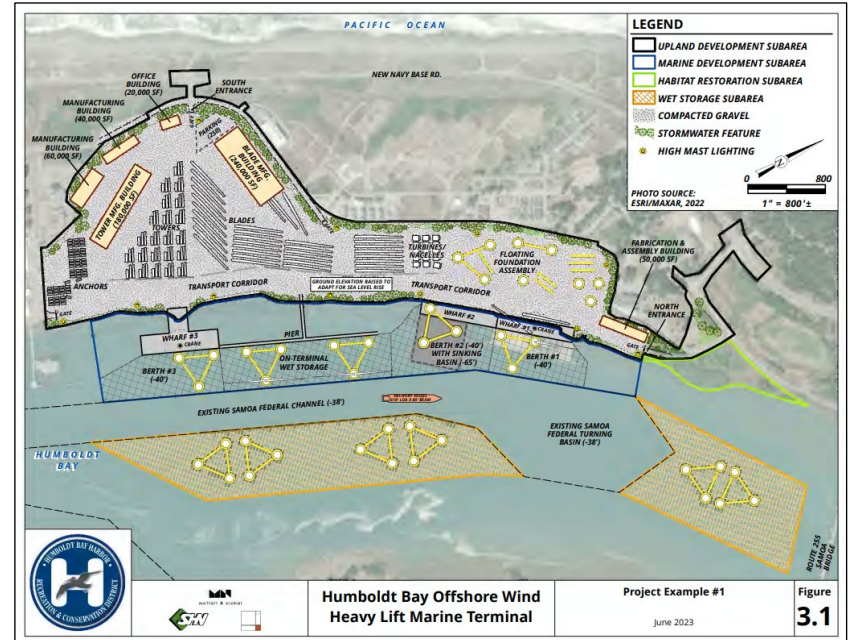 PACIFIC OCEAN
NEW NAVY BASE RD.
LEGEND
UPLAND DEVELOPMENT SUBAREA
MARINE DEVELOPMENT SUBAREA
HABITAT RESTORATION SUBAREA
WET STORAGE SUBAREA
COMPACTED GRAVEL
STORMWATER FEATURE
HIGH MAST LIGHTING
Z
0 800
1" = 800'±
PHOTO SOURCE:
ESRI/MAXAR, 2022
OFFICE
BUILDING
(20,000 SF)
SOUTH
ENTRANCE
GATE
PARKING
(250)
MANUFACTURING
BUILDING
(40,000 SF)
MANUFACTURING
BUILDING
(60,000 SF)
TOWER MFG. BUILDING
(180,000 SF)
BLADE MFG.
BUILDING
(240,000 SF)
TOWERS
BLADES
GATE
TURBINES/
NACELLES
FLOATING
FOUNDATION
ASSEMBLY
FABRICATION &
ASSEMBLY BUILDING
(50,000 SF)
NORTH
ENTRANCE
GATE
ANCHORS
GATE
TRANSPORT CORRIDOR
GROUND ELEVATION RAISED TO
ADAPT FOR SEA LEVEL RISE
TRANSPORT CORRIDOR
WHARF #3
CRANE
PIER
WHARF #2
WHARF #1
CRANE
BERTH #3
(-40')
ON-TERMINAL
WET STORAGE
BERTH #2 (-40')
WITH SINKING
BASIN (-65')
BERTH #1
(-40')
EXISTING SAMOA FEDERAL CHANNEL (-38')
EXISTING SAMOA
FEDERAL TURNING
BASIN (-38')
HUMBOLDT
BAY
ROUTE 255
SAMOA
BRIDGE
HUMBOLDT BAY HARBOR
RECREATION & CONSERVATION DISTRICT
moffatt & nichol
Humboldt Bay Offshore Wind
Heavy Lift Marine Terminal
Project Example #1
June 2023
Figure
3.1